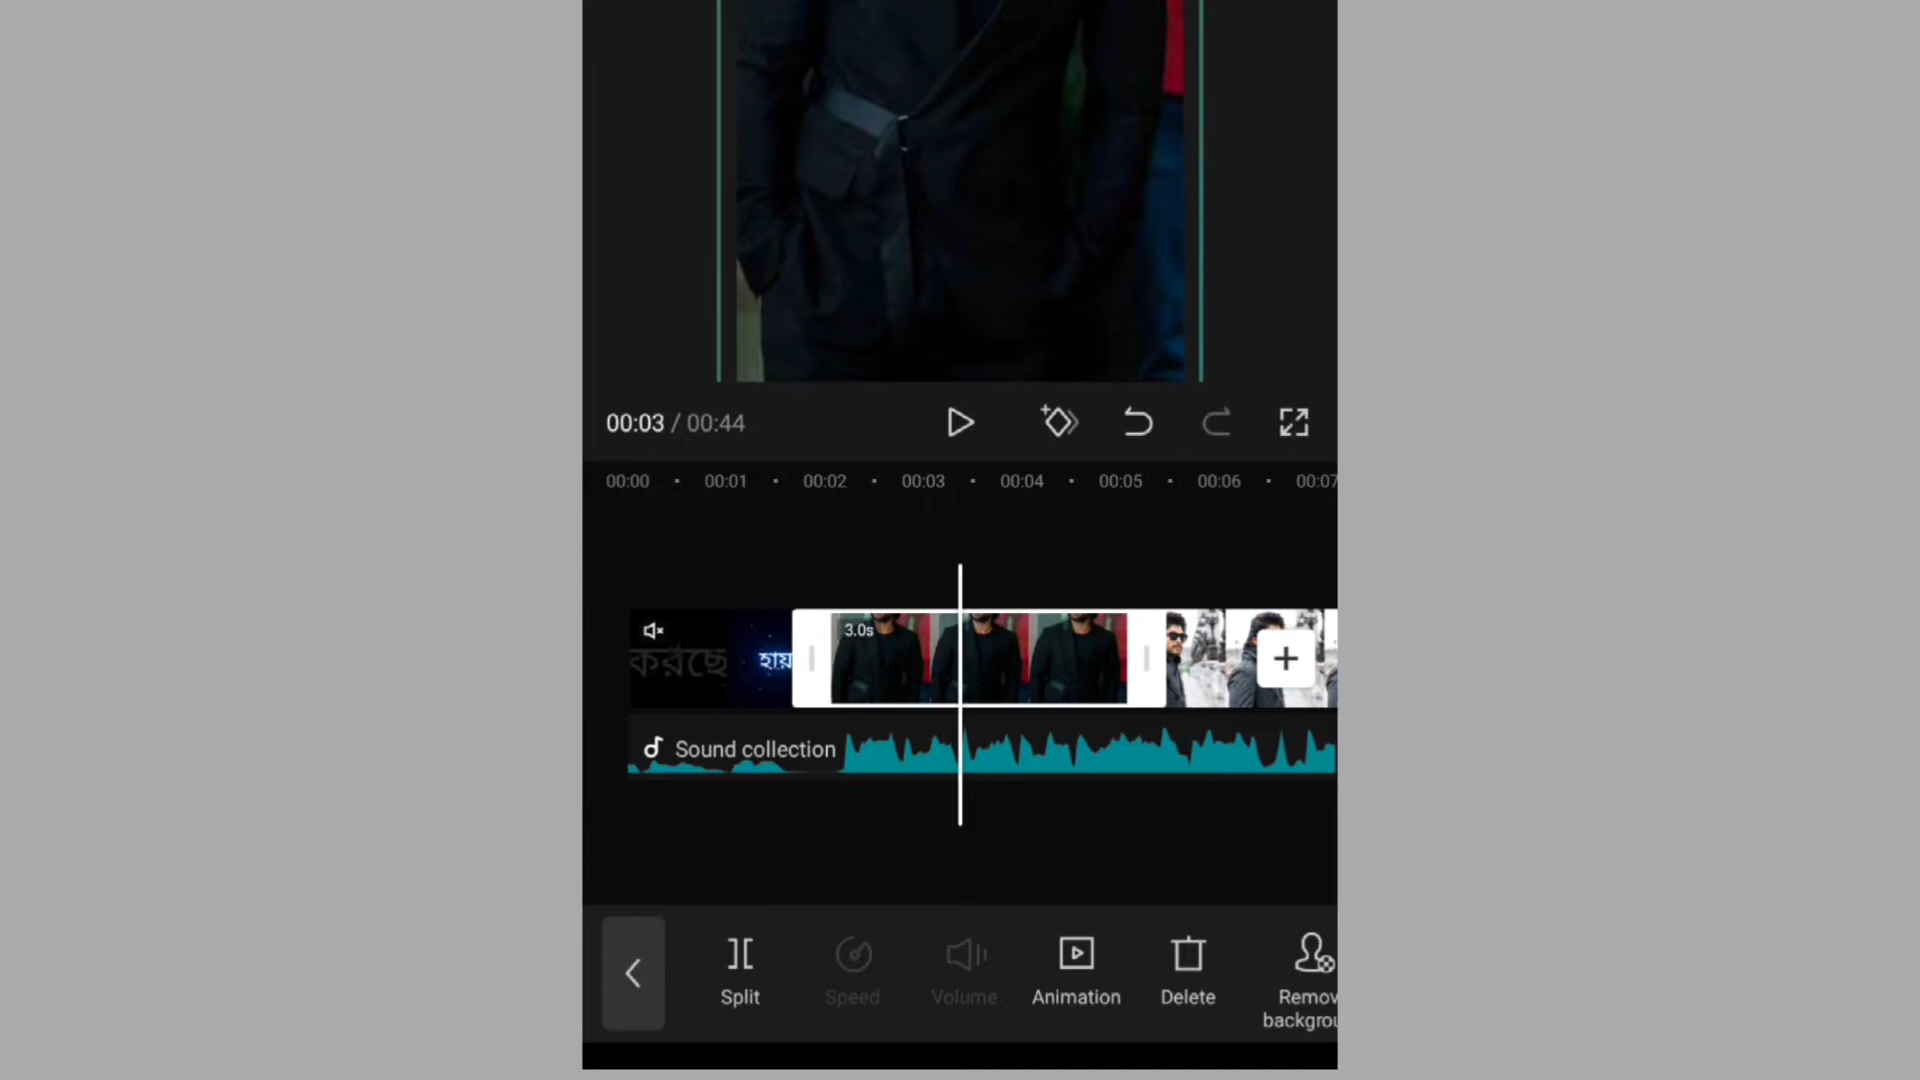 00:03 / 00:44
00:00 00:01 00:02 00:03 00:04 00:05 00:06 00:07
3.0s
করছে হায়
Sound collection
Split Speed Volume Animation Delete Remov
backgrou